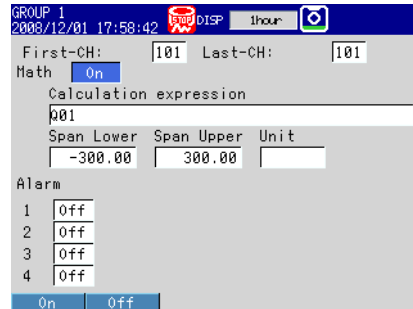 GROUP 1
2008/12/01 17:58:42 STOP DISP 1hour
First-CH: 101 Last-CH: 101
Math On
Calculation expression
Q01
Span Lower Span Upper Unit
-300.00 300.00
Alarm
1 Off
2 Off
3 Off
4 Off
On Off